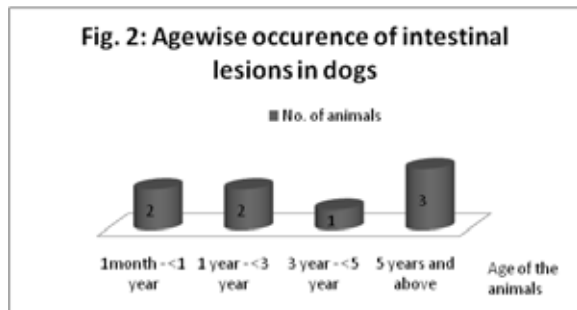 Fig. 2: Agewise occurence of intestinal
lesions in dogs
No. of animals
2
2
1
3
1month -<1 1 year -<3 3 year -<5 5 years and
year year year above
Age of the
animals